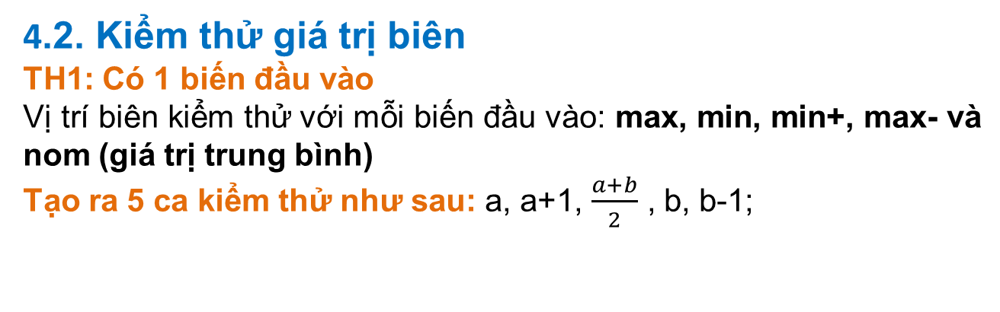 4.2. Kiểm thử giá trị biên
TH1: Có 1 biến đầu vào
Vị trí biên kiểm thử với mỗi biến đầu vào: max, min, min+, max- và
nom (giá trị trung bình)
Tạo ra 5 ca kiểm thử như sau: a, a+1, \frac{a+b}{2} , b, b-1;